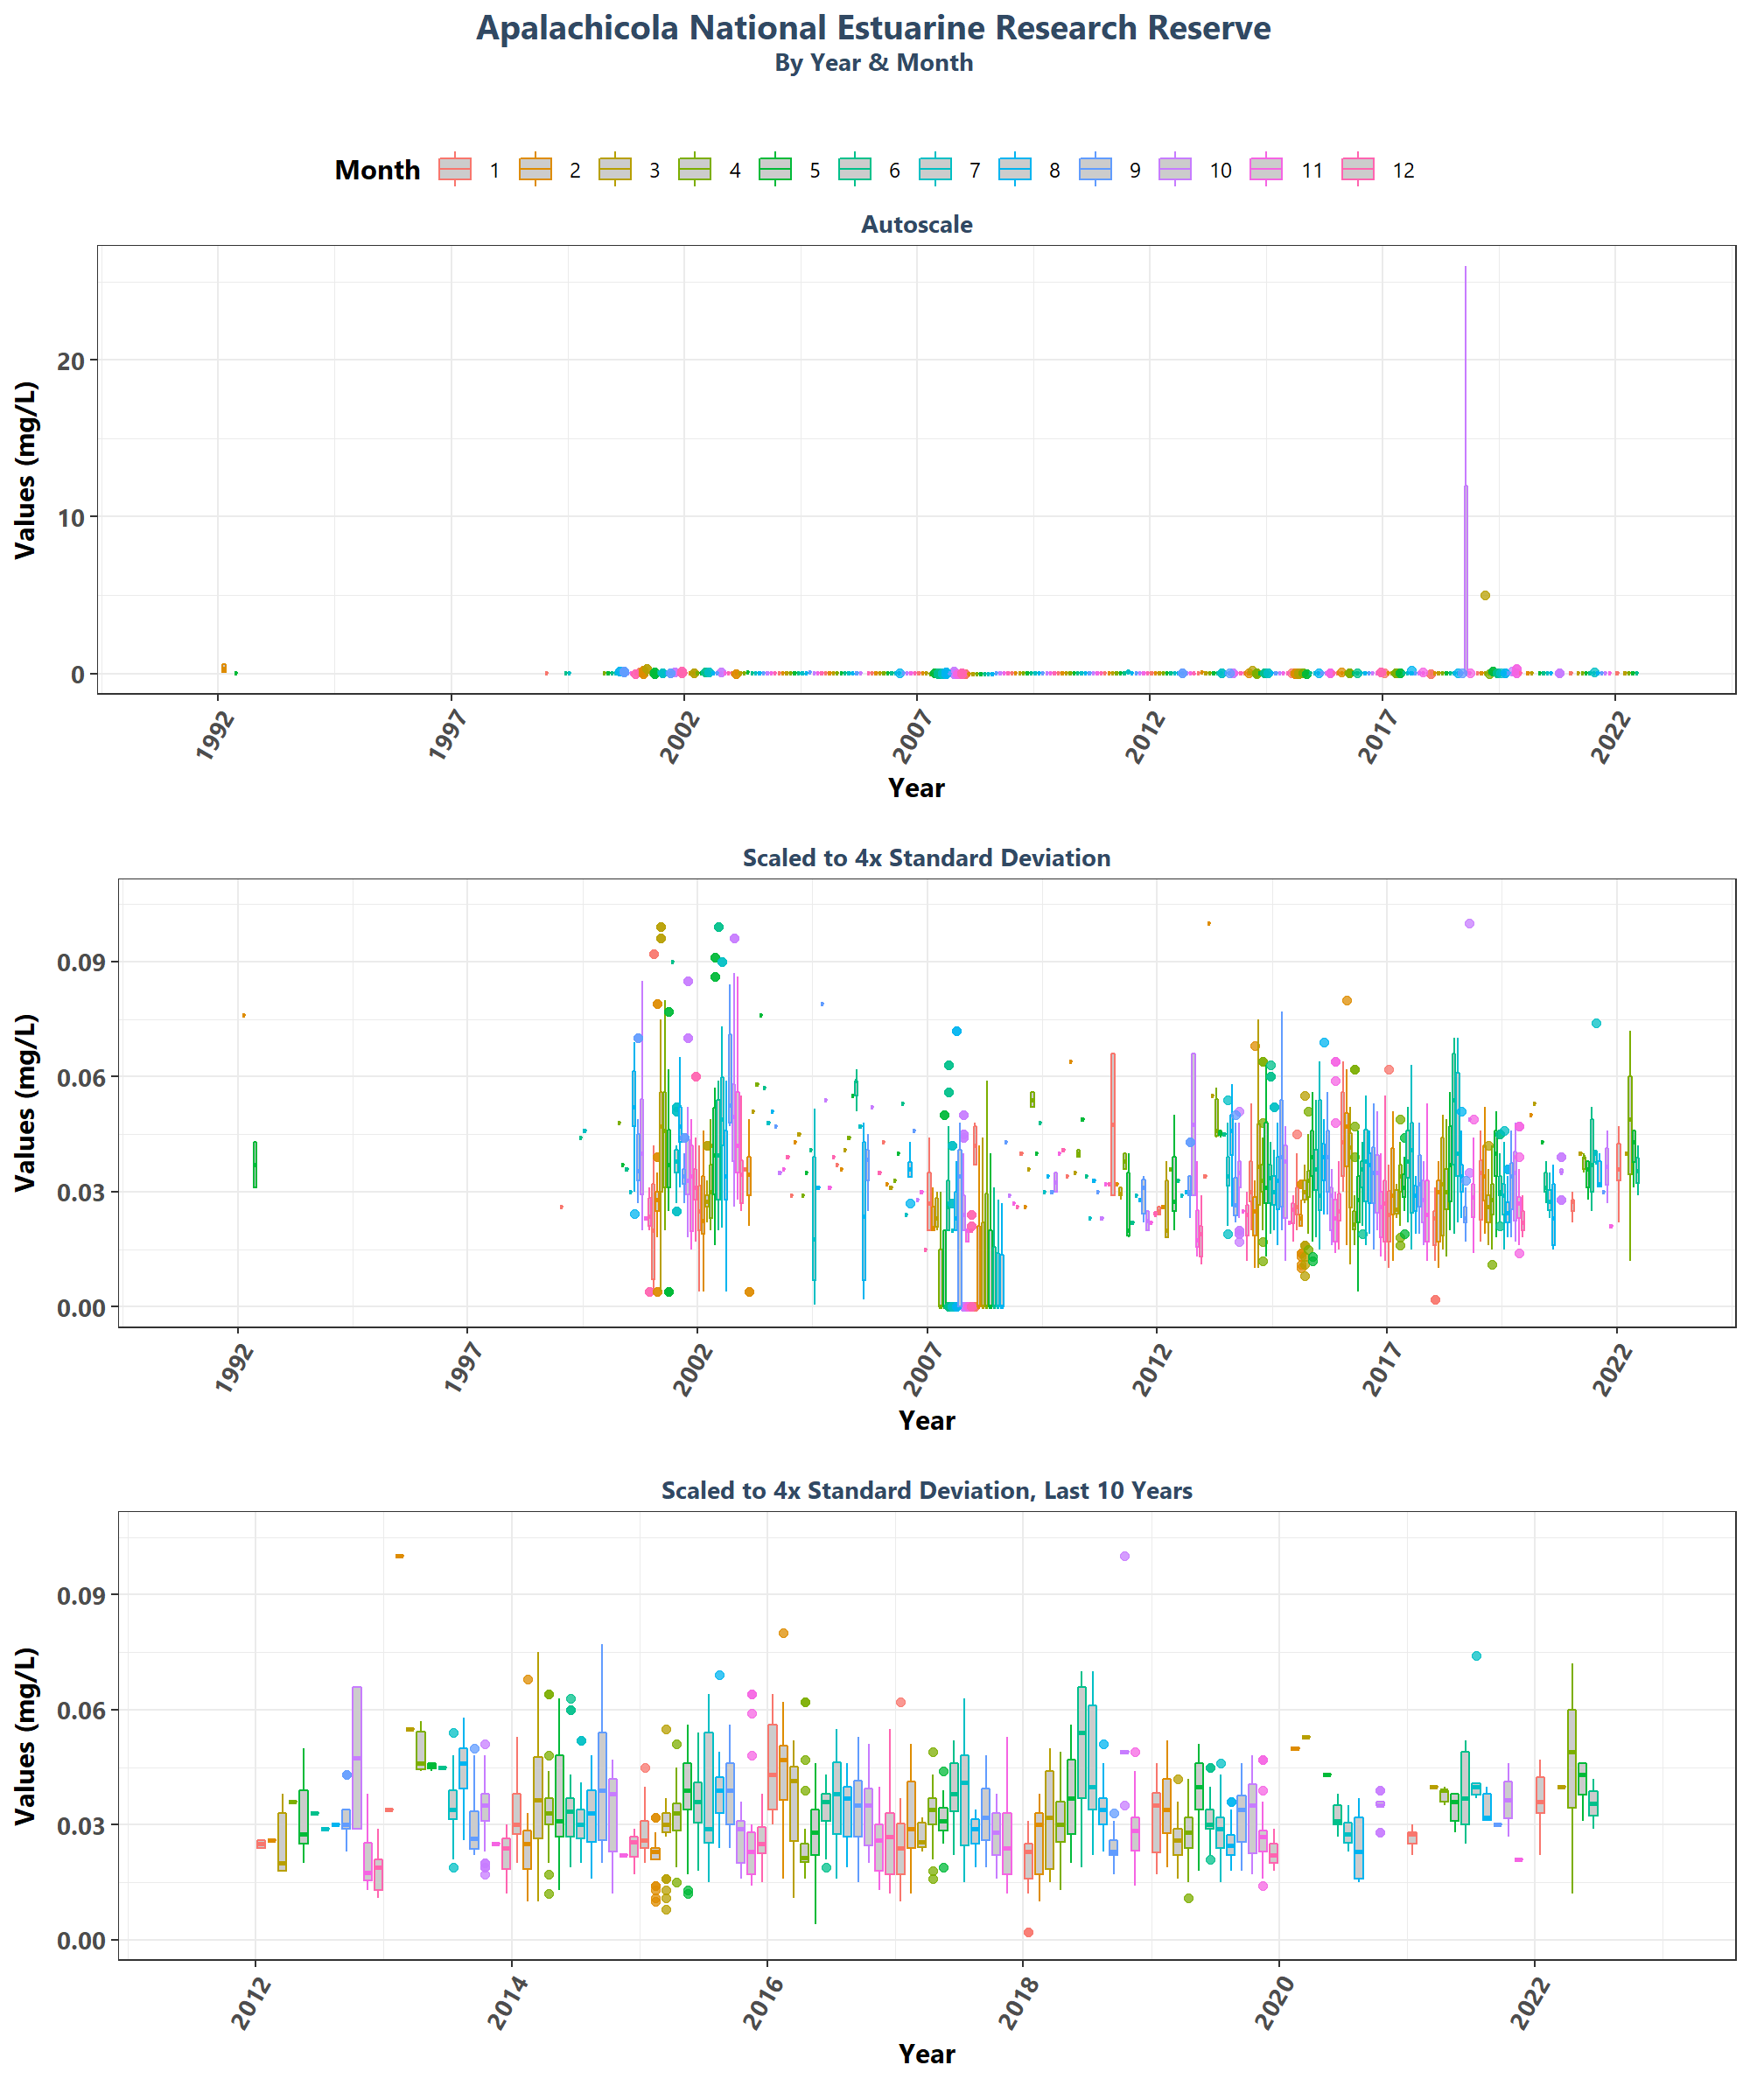 Apalachicola National Estuarine Research Reserve
By Year & Month
Month 1 2 3 4 5 6 7 8 9 10 11 12
Autoscale
Values (mg/L)
20
10
0
1992 1997 2002 2007 2012 2017 2022
Year
Scaled to 4x Standard Deviation
Values (mg/L)
0.09
0.06
0.03
0.00
1992 1997 2002 2007 2012 2017 2022
Year
Scaled to 4x Standard Deviation, Last 10 Years
Values (mg/L)
0.09
0.06
0.03
0.00
2012 2014 2016 2018 2020 2022
Year